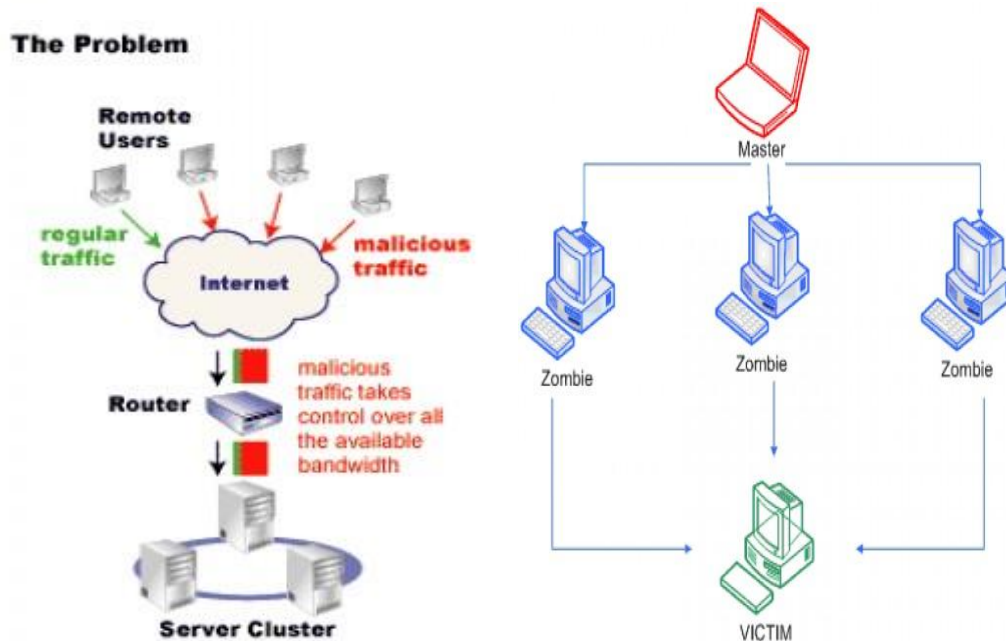 The Problem
Remote
Users
regular
traffic
malicious
traffic
Internet
Router
malicious
traffic takes
control over all
the available
bandwidth
Server Cluster
Master
Zombie
Zombie
Zombie
VICTIM